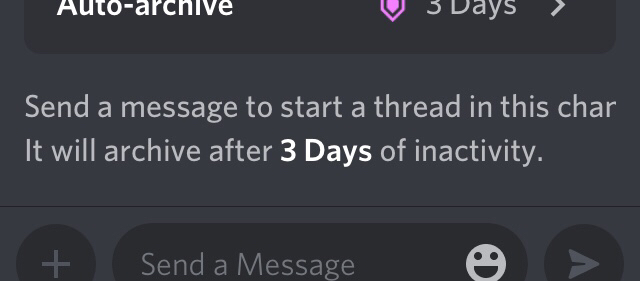 Auto-archive 3 Days
Send a message to start a thread in this char
It will archive after 3 Days of inactivity.
Send a Message